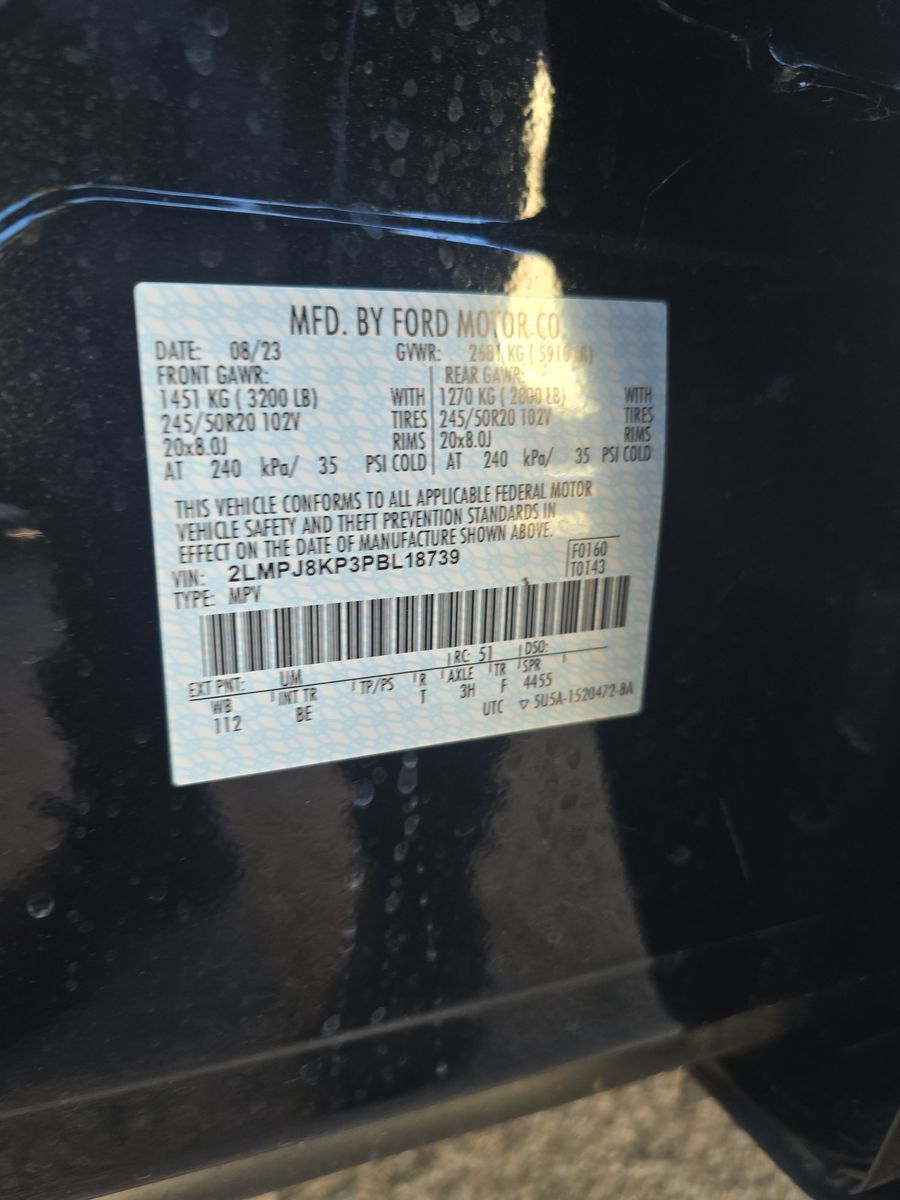 MFD. BY FORD MOTOR CO.
DATE: 08/23 GVWR: 2681 KG ( 5910 LB)
FRONT GAWR: REAR GAWR:
1451 KG ( 3200 LB) WITH 1270 KG ( 2800 LB) WITH
245/50R20 102V TIRES 245/50R20 102V TIRES
20x8.0J RIMS 20x8.0J RIMS
AT 240 kPa/ 35 PSI COLD AT 240 kPa/ 35 PSI COLD
THIS VEHICLE CONFORMS TO ALL APPLICABLE FEDERAL MOTOR
VEHICLE SAFETY AND THEFT PREVENTION STANDARDS IN
EFFECT ON THE DATE OF MANUFACTURE SHOWN ABOVE.
VIN: 2LMPJ8KP3PBL18739 F0160
TYPE: MPV T0143
EXT PNT: UM RC: 51 DSO:
WB INT TR TP/PS R AXLE TR SPR
112 BE T 3H F 4455
UTC ▽ 5U5A-1520472-BA